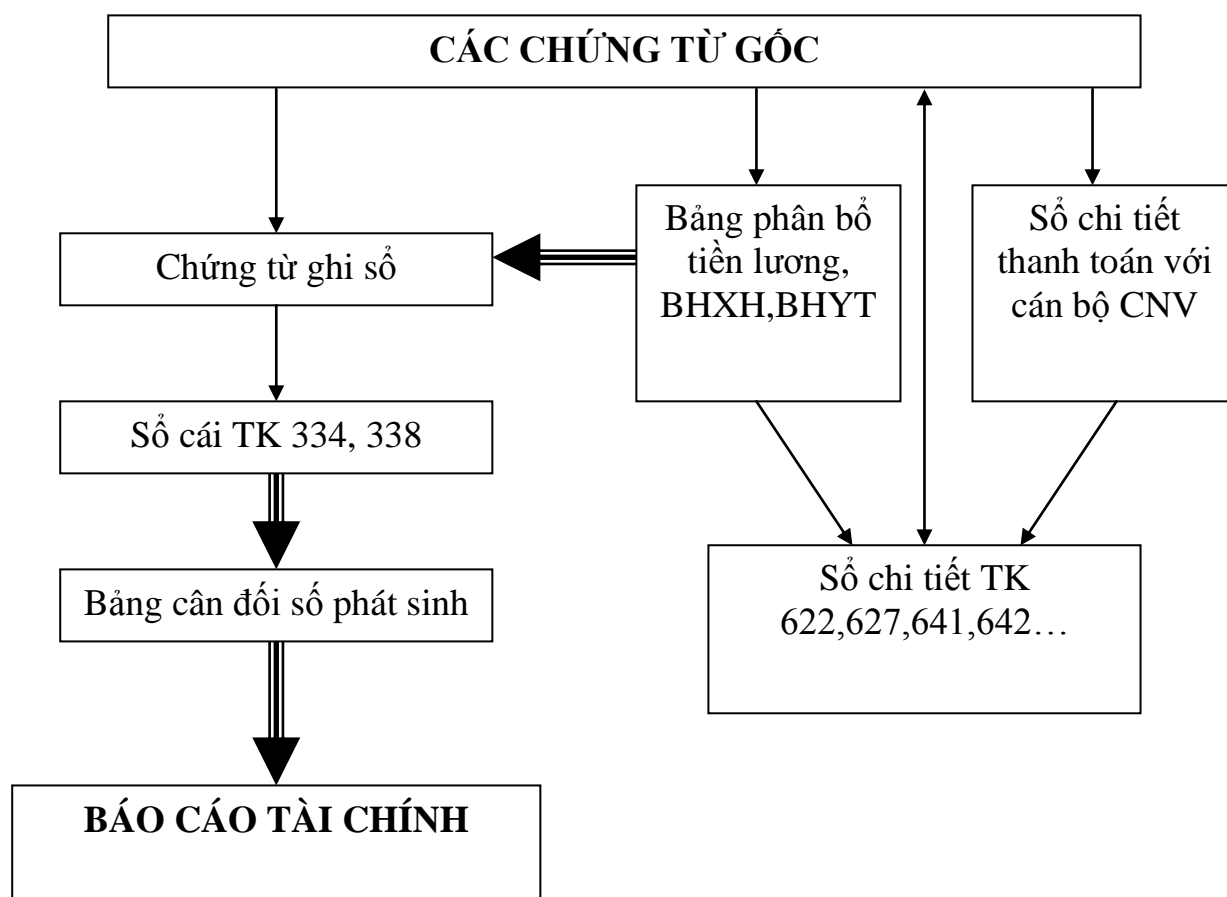 CÁC CHỨNG TỪ GỐC
Bảng phân bổ
tiền lương,
BHXH,BHYT
Sổ chi tiết
thanh toán với
cán bộ CNV
Chứng từ ghi sổ
Sổ cái TK 334, 338
Bảng cân đối số phát sinh
Sổ chi tiết TK
622,627,641,642…
BÁO CÁO TÀI CHÍNH